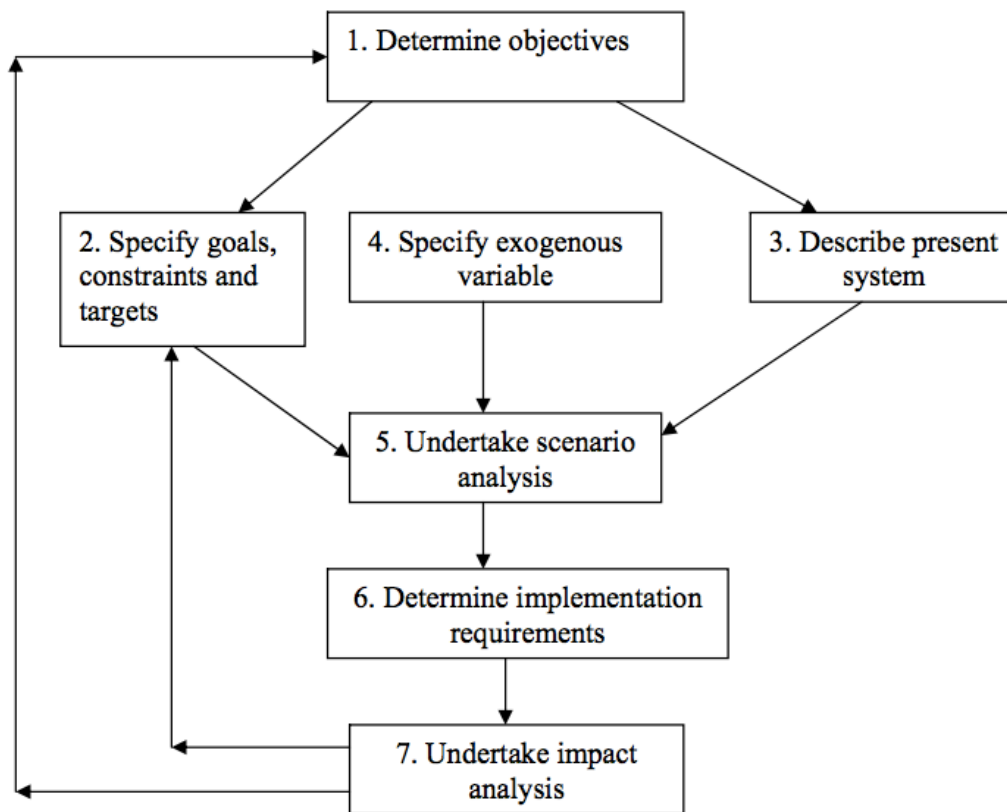 1. Determine objectives
2. Specify goals,
constraints and
targets
4. Specify exogenous
variable
3. Describe present
system
5. Undertake scenario
analysis
6. Determine implementation
requirements
7. Undertake impact
analysis